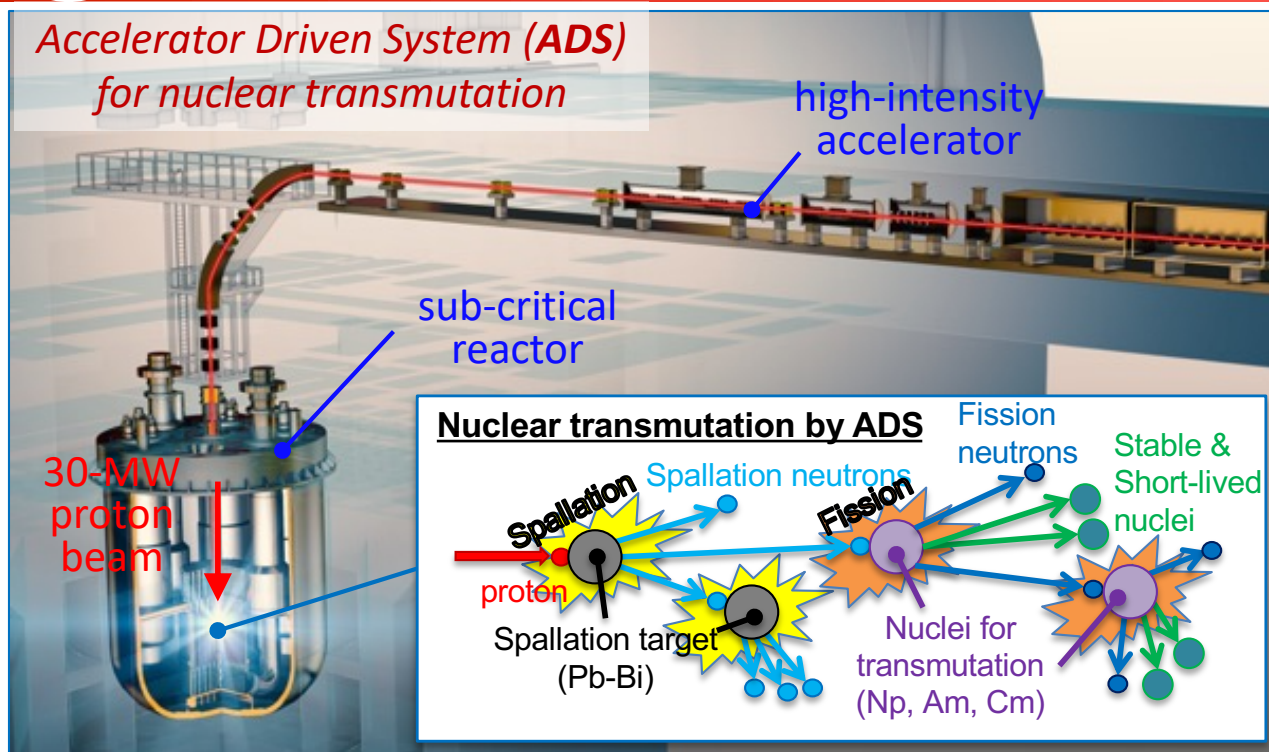 Accelerator Driven System (ADS)
for nuclear transmutation
high-intensity
accelerator
sub-critical
reactor
30-MW
proton
beam
Nuclear transmutation by ADS
Spallation
Spallation neutrons
proton
Spallation target
(Pb-Bi)
Fission
Fission
neutrons
Stable &
Short-lived
nuclei
Nuclei for
transmutation
(Np, Am, Cm)